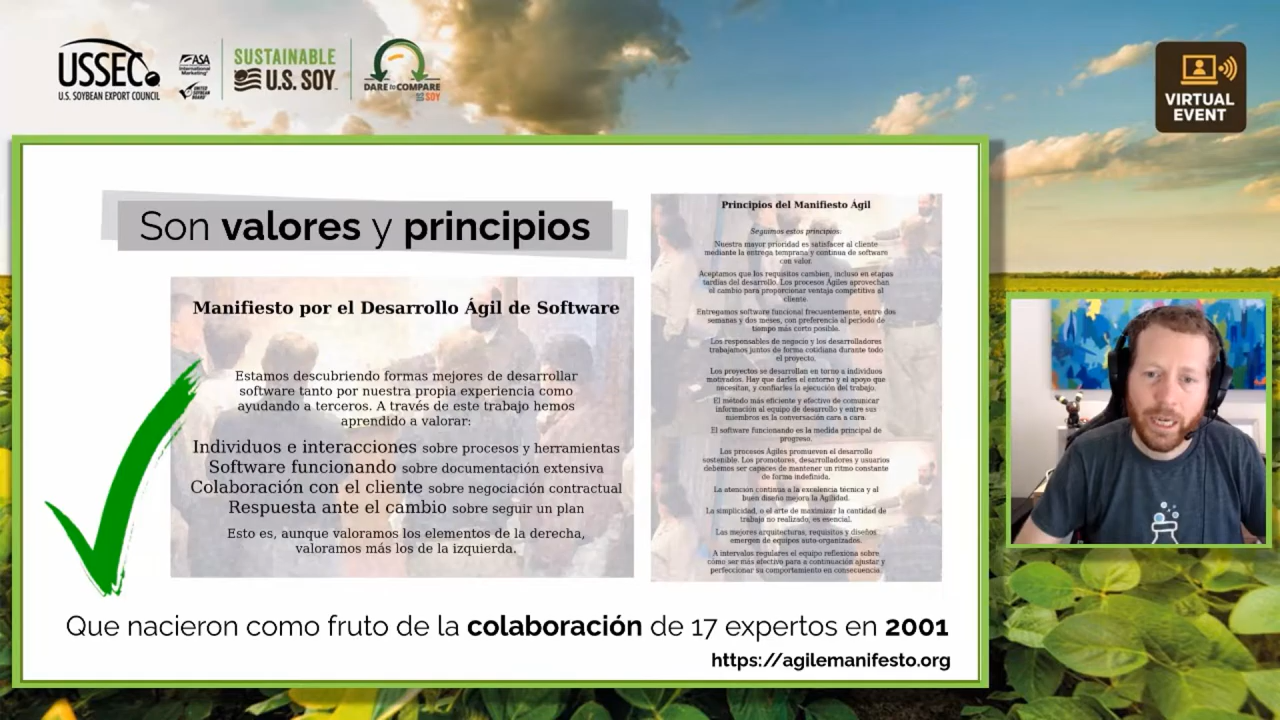 USSEC
U.S. SOYBEAN EXPORT COUNCIL
ASA
International
Marketing
UNITED
SOYBEAN
BOARD
SUSTAINABLE
U.S. SOY
DARE to COMPARE
US
SOY
VIRTUAL
EVENT
Son valores y principios
Manifiesto por el Desarrollo Ágil de Software
Estamos descubriendo formas mejores de desarrollar
software tanto por nuestra propia experiencia como
ayudando a terceros. A través de este trabajo hemos
aprendido a valorar:
Individuos e interacciones sobre procesos y herramientas
Software funcionando sobre documentación extensiva
Colaboración con el cliente sobre negociación contractual
Respuesta ante el cambio sobre seguir un plan
Esto es, aunque valoramos los elementos de la derecha,
valoramos más los de la izquierda.
Principios del Manifiesto Ágil
Seguimos estos principios:
Nuestra mayor prioridad es satisfacer al cliente
mediante la entrega temprana y continua de software
con valor.
Aceptamos que los requisitos cambien, incluso en etapas
tardías del desarrollo. Los procesos Ágiles aprovechan
el cambio para proporcionar ventaja competitiva al
cliente.
Entregamos software funcional frecuentemente, entre dos
semanas y dos meses, con preferencia al periodo de
tiempo más corto posible.
Los responsables de negocio y los desarrolladores
trabajamos juntos de forma cotidiana durante todo
el proyecto.
Los proyectos se desarrollan en torno a individuos
motivados. Hay que darles el entorno y el apoyo que
necesitan, y confiarles la ejecución del trabajo.
El método más eficiente y efectivo de comunicar
información al equipo de desarrollo y entre sus
miembros es la conversación cara a cara.
El software funcionando es la medida principal de
progreso.
Los procesos Ágiles promueven el desarrollo
sostenible. Los promotores, desarrolladores y usuarios
debemos ser capaces de mantener un ritmo constante
de forma indefinida.
La atención continua a la excelencia técnica y al
buen diseño mejora la Agilidad.
La simplicidad, o el arte de maximizar la cantidad de
trabajo no realizado, es esencial.
Las mejores arquitecturas, requisitos y diseños
emergen de equipos auto-organizados.
A intervalos regulares el equipo reflexiona sobre
cómo ser más efectivo para a continuación ajustar y
perfeccionar su comportamiento en consecuencia.
Que nacieron como fruto de la colaboración de 17 expertos en 2001
https://agilemanifesto.org